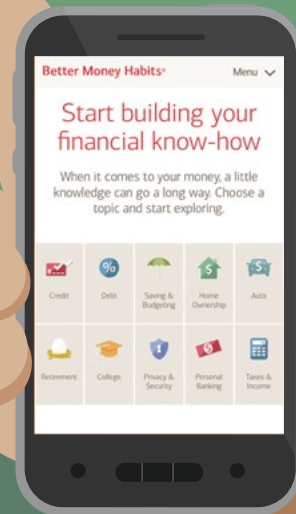 Better Money Habits®
Menu
Start building your
financial know-how
When it comes to your money, a little
knowledge can go a long way. Choose a
topic and start exploring.
Credit
Debt
Saving &
Budgeting
Home
Ownership
Auto
Retirement
College
Privacy &
Security
Personal
Banking
Taxes &
Income